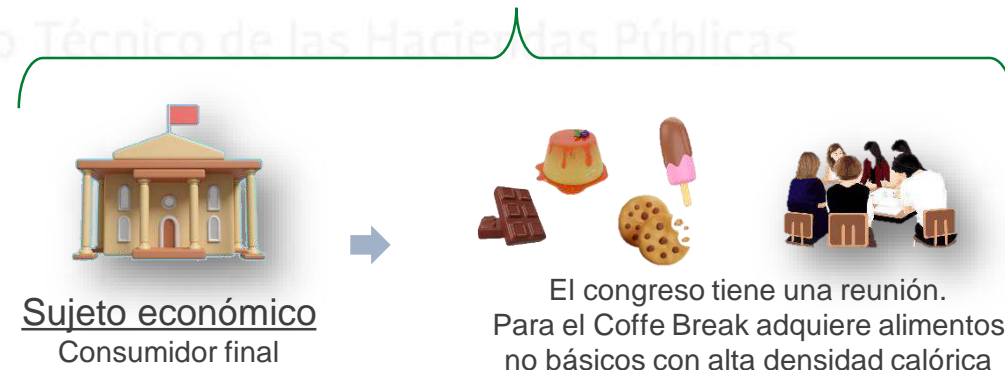 o Técnico de las Haciendas Públicas
Sujeto económico
Consumidor final
El congreso tiene una reunión.
Para el Coffe Break adquiere alimentos
no básicos con alta densidad calórica